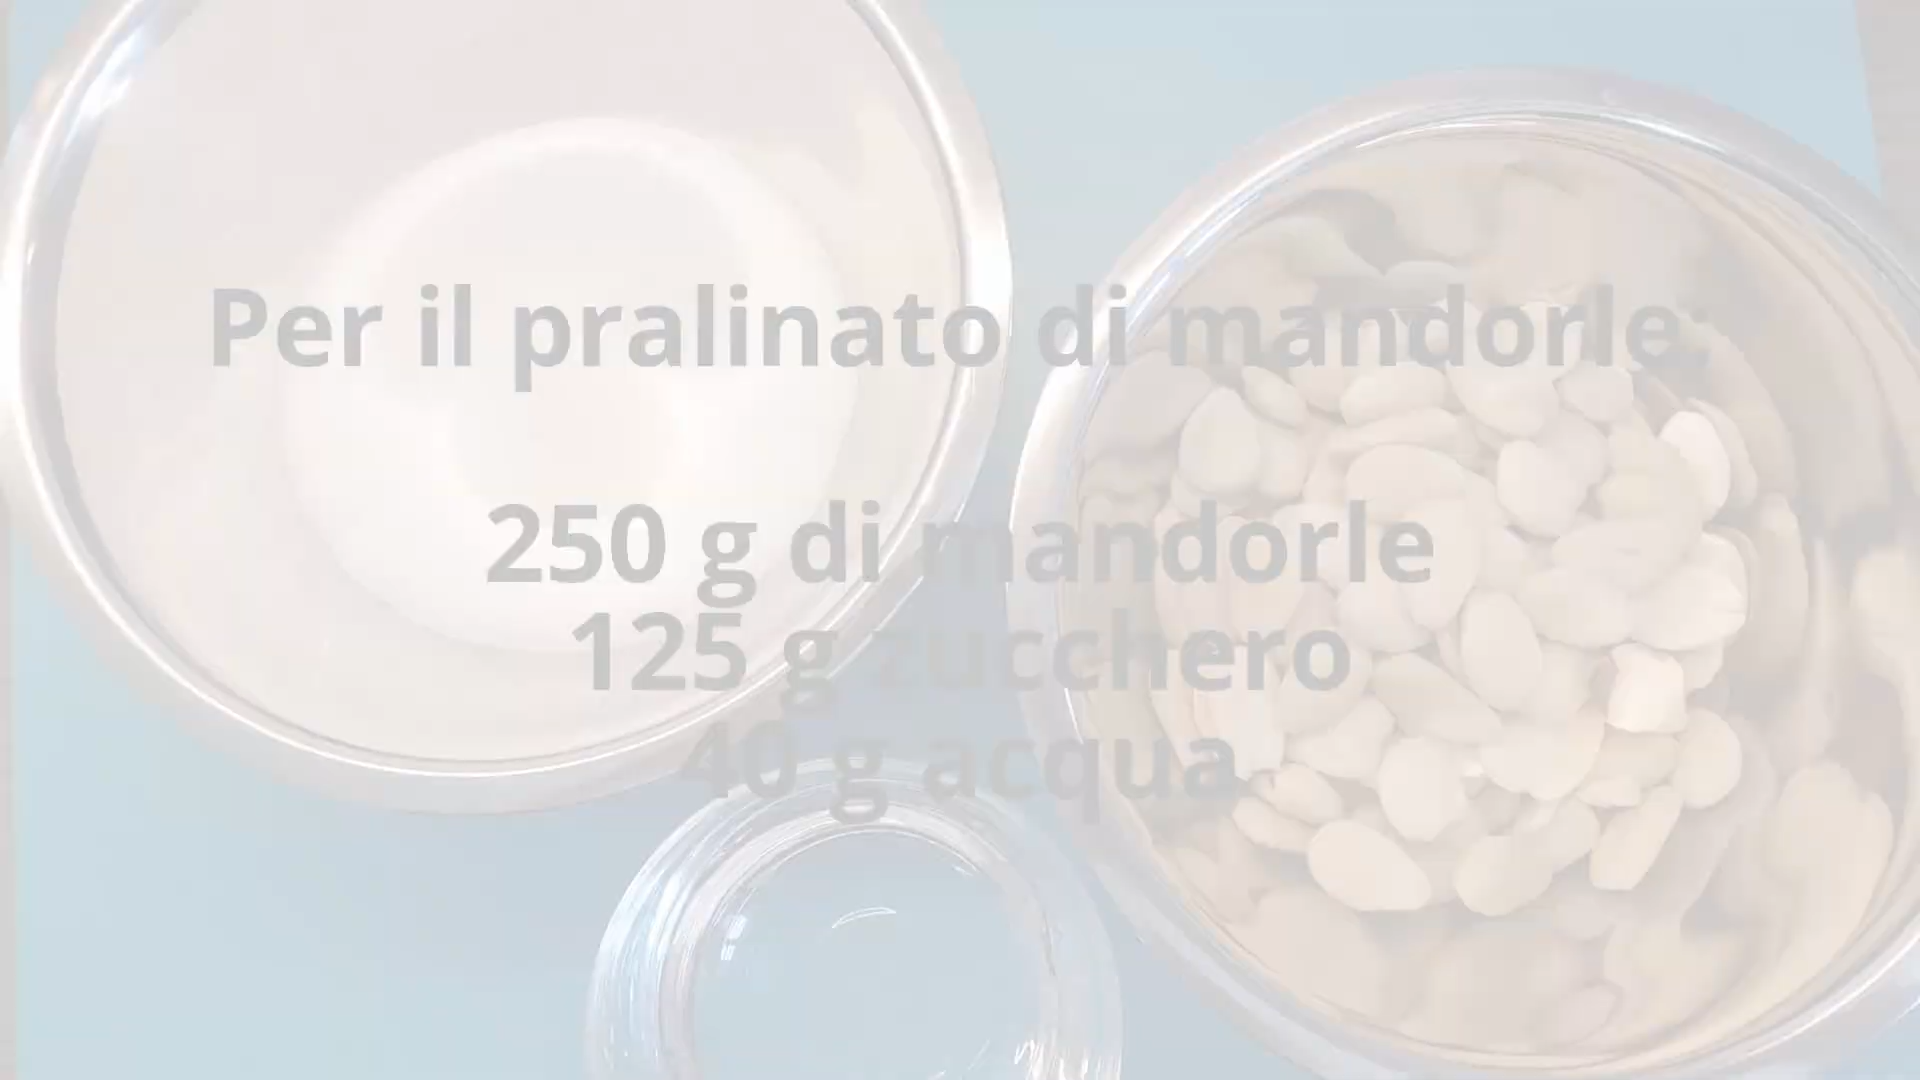 Per il pralinato di mandorle:
250 g di mandorle
125 g zucchero
40 g acqua